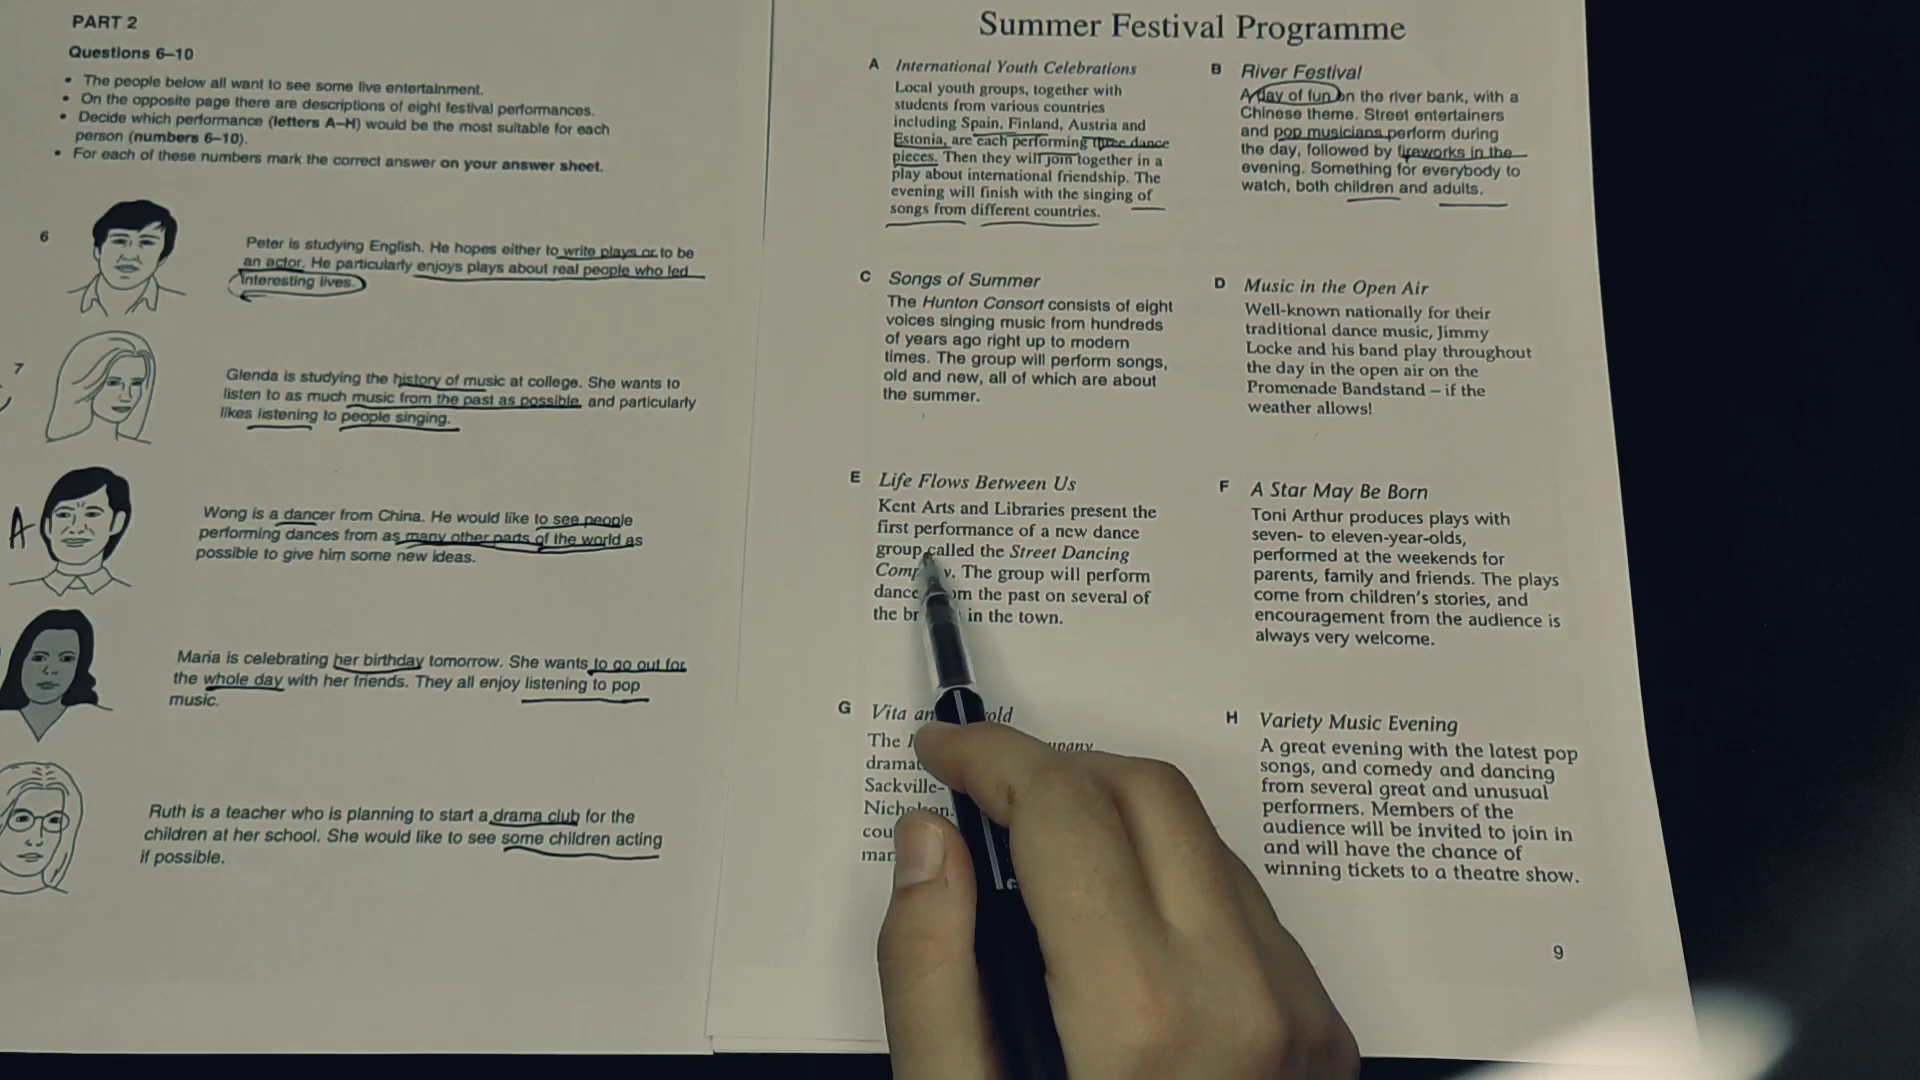 PART 2
Questions 6–10
• The people below all want to see some live entertainment.
• On the opposite page there are descriptions of eight festival performances.
• Decide which performance (letters A–H) would be the most suitable for each
person (numbers 6–10).
• For each of these numbers mark the correct answer on your answer sheet.
6
Peter is studying English. He hopes either to write plays or to be
an actor. He particularly enjoys plays about real people who led
interesting lives.
7
Glenda is studying the history of music at college. She wants to
listen to as much music from the past as possible, and particularly
likes listening to people singing.
A
Wong is a dancer from China. He would like to see people
performing dances from as many other parts of the world as
possible to give him some new ideas.
Maria is celebrating her birthday tomorrow. She wants to go out for
the whole day with her friends. They all enjoy listening to pop
music.
Ruth is a teacher who is planning to start a drama club for the
children at her school. She would like to see some children acting
if possible.
Summer Festival Programme
A International Youth Celebrations
Local youth groups, together with
students from various countries
including Spain, Finland, Austria and
Estonia, are each performing three dance
pieces. Then they will join together in a
play about international friendship. The
evening will finish with the singing of
songs from different countries.
B River Festival
A day of fun on the river bank, with a
Chinese theme. Street entertainers
and pop musicians perform during
the day, followed by fireworks in the
evening. Something for everybody to
watch, both children and adults.
C Songs of Summer
The Hunton Consort consists of eight
voices singing music from hundreds
of years ago right up to modern
times. The group will perform songs,
old and new, all of which are about
the summer.
D Music in the Open Air
Well-known nationally for their
traditional dance music, Jimmy
Locke and his band play throughout
the day in the open air on the
Promenade Bandstand – if the
weather allows!
E Life Flows Between Us
Kent Arts and Libraries present the
first performance of a new dance
group called the Street Dancing
The group will perform
the past on several of
the in the town.
F A Star May Be Born
Toni Arthur produces plays with
seven- to eleven-year-olds,
performed at the weekends for
parents, family and friends. The plays
come from children's stories, and
encouragement from the audience is
always very welcome.
G Vita
The
Sackville-
H Variety Music Evening
A great evening with the latest pop
songs, and comedy and dancing
from several great and unusual
performers. Members of the
audience will be invited to join in
and will have the chance of
winning tickets to a theatre show.
9